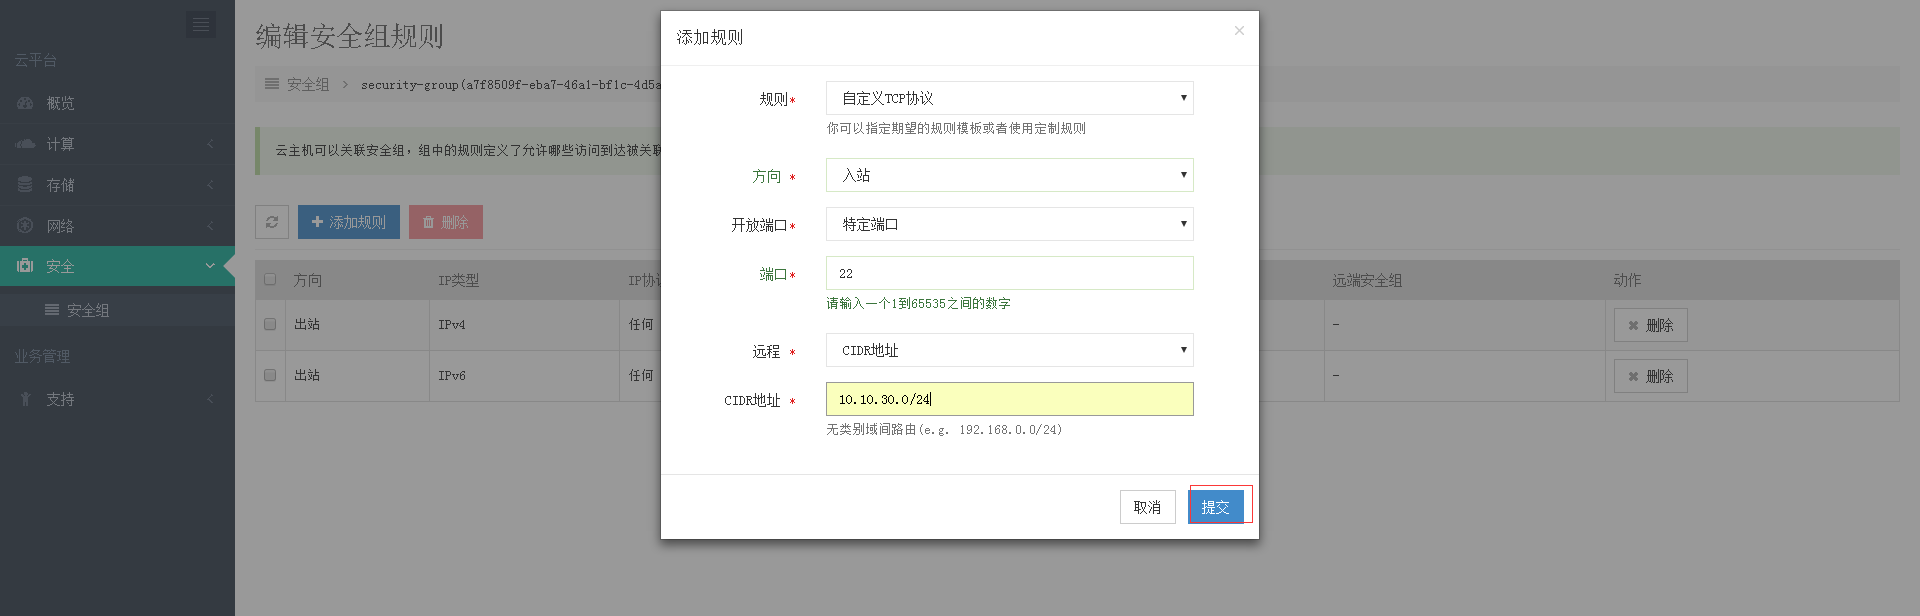 云平台
概览
计算
存储
网络
安全
安全组
业务管理
支持
编辑安全组规则
安全组 > security-group(a7f8509f-eba7-46a1-bf1c-4d5a
云主机可以关联安全组，组中的规则定义了允许哪些访问到达被关联
添加规则 删除
方向 IP类型 IP协议 远端安全组 动作
出站 IPv4 任何 - 删除
出站 IPv6 任何 - 删除
添加规则
规则* 自定义TCP协议
你可以指定期望的规则模板或者使用定制规则
方向 * 入站
开放端口* 特定端口
端口* 22
请输入一个1到65535之间的数字
远程 * CIDR地址
CIDR地址 * 10.10.30.0/24
无类别域间路由(e.g. 192.168.0.0/24)
取消 提交